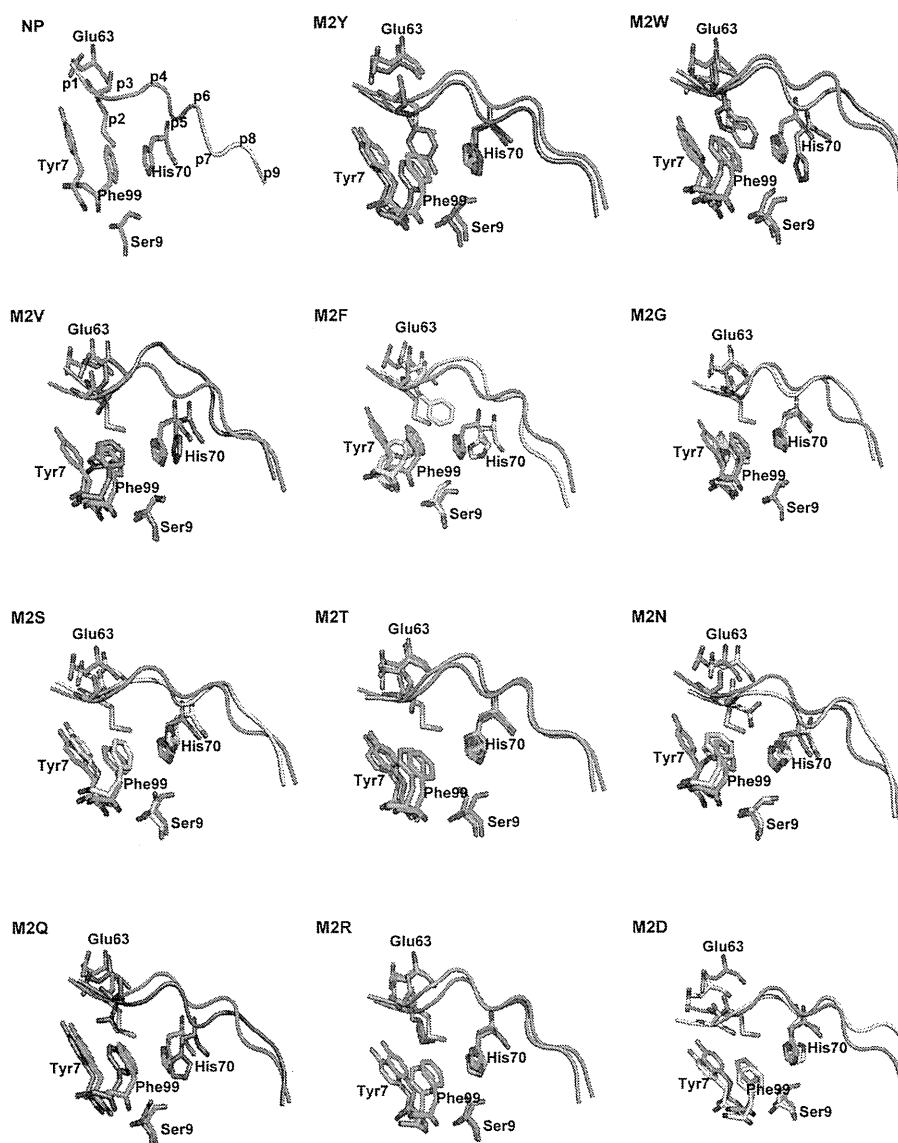 NP
Glu63
p1
p3
p4
p6
p2
p5
p8
p7
p9
Tyr7
His70
Phe99
Ser9
M2Y
Glu63
Tyr7
His70
Phe99
Ser9
M2W
Glu63
Tyr7
His70
Phe99
Ser9
M2V
Glu63
Tyr7
His70
Phe99
Ser9
M2F
Glu63
Tyr7
His70
Phe99
Ser9
M2G
Glu63
Tyr7
His70
Phe99
Ser9
M2S
Glu63
Tyr7
His70
Phe99
Ser9
M2T
Glu63
Tyr7
His70
Phe99
Ser9
M2N
Glu63
Tyr7
His70
Phe99
Ser9
M2Q
Glu63
Tyr7
His70
Phe99
Ser9
M2R
Glu63
Tyr7
His70
Phe99
Ser9
M2D
Glu63
Tyr7
His70
Phe99
Ser9